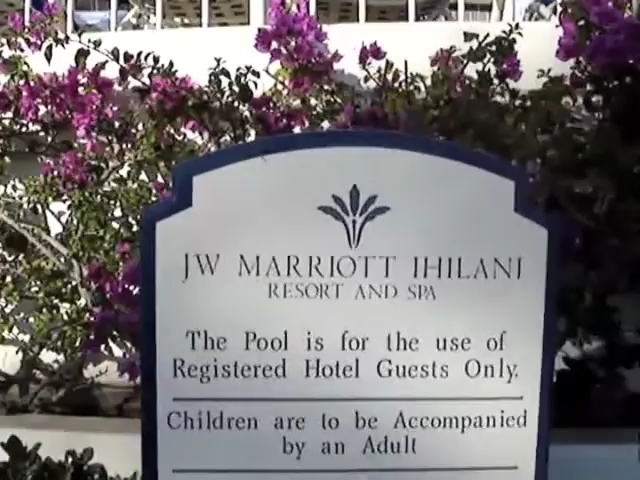 JW MARRIOTT IHILANI
RESORT AND SPA
The Pool is for the use of
Registered Hotel Guests Only.
Children are to be Accompanied
by an Adult